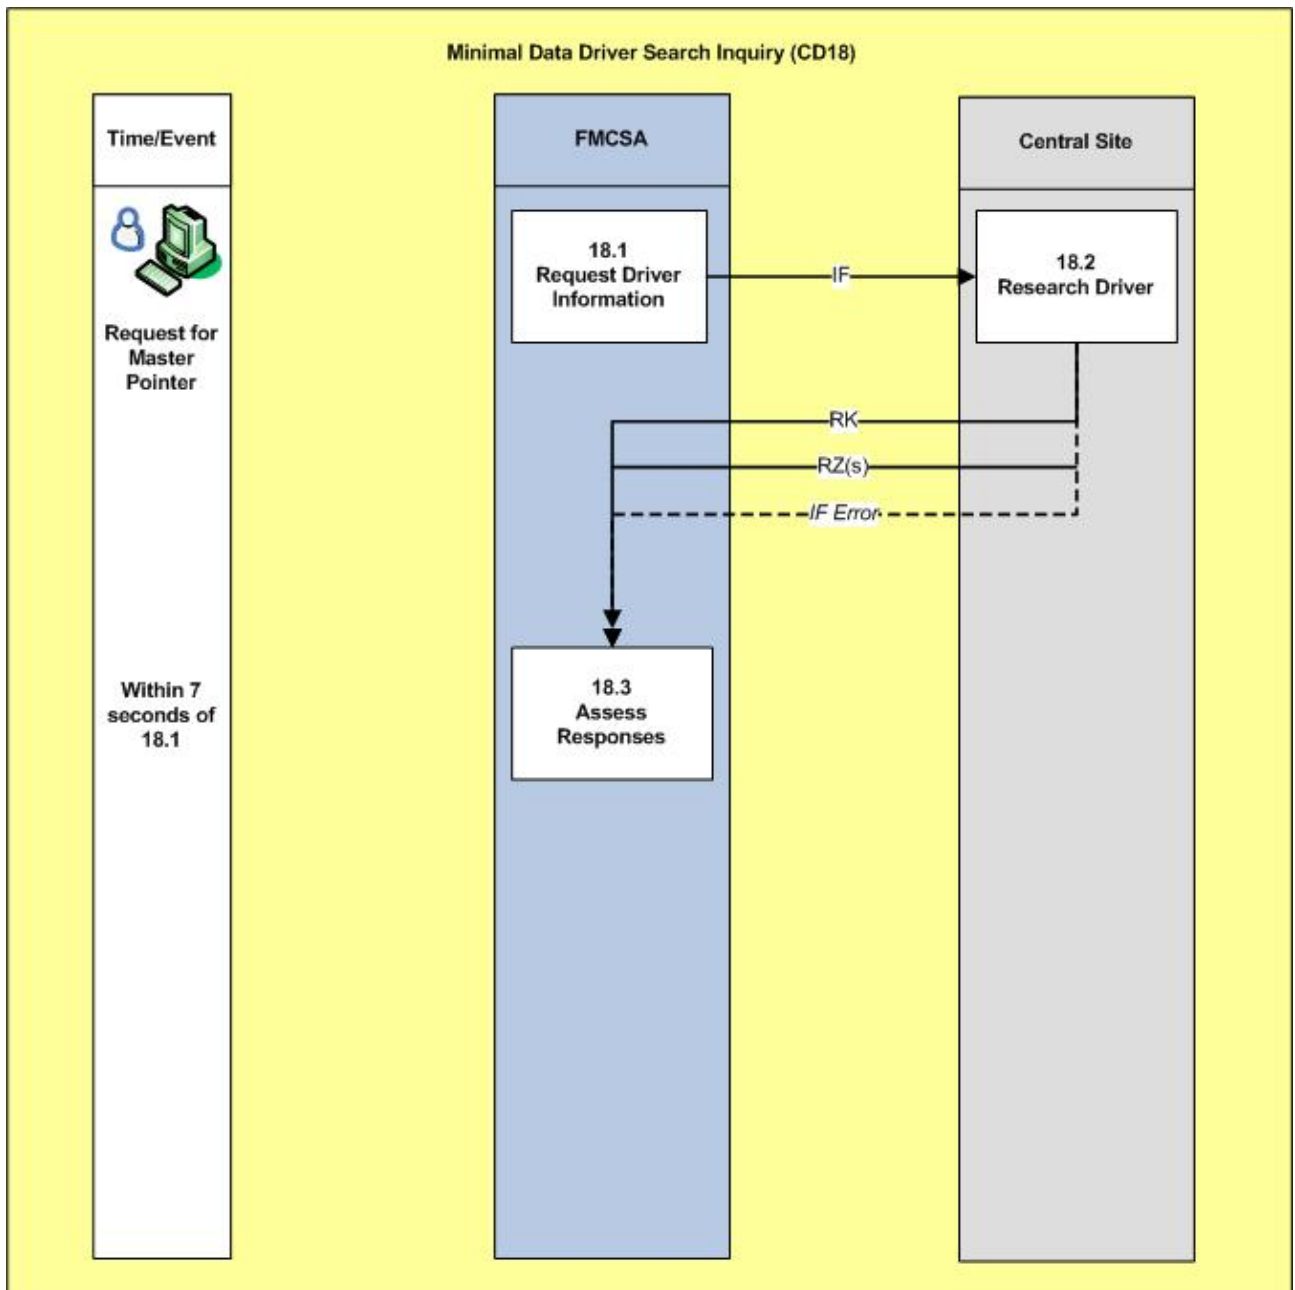 Minimal Data Driver Search Inquiry (CD18)
Time/Event
FMCSA
Central Site
18.1
Request Driver
Information
IF
18.2
Research Driver
Request for
Master
Pointer
RK
RZ(s)
IF Error
Within 7
seconds of
18.1
18.3
Assess
Responses